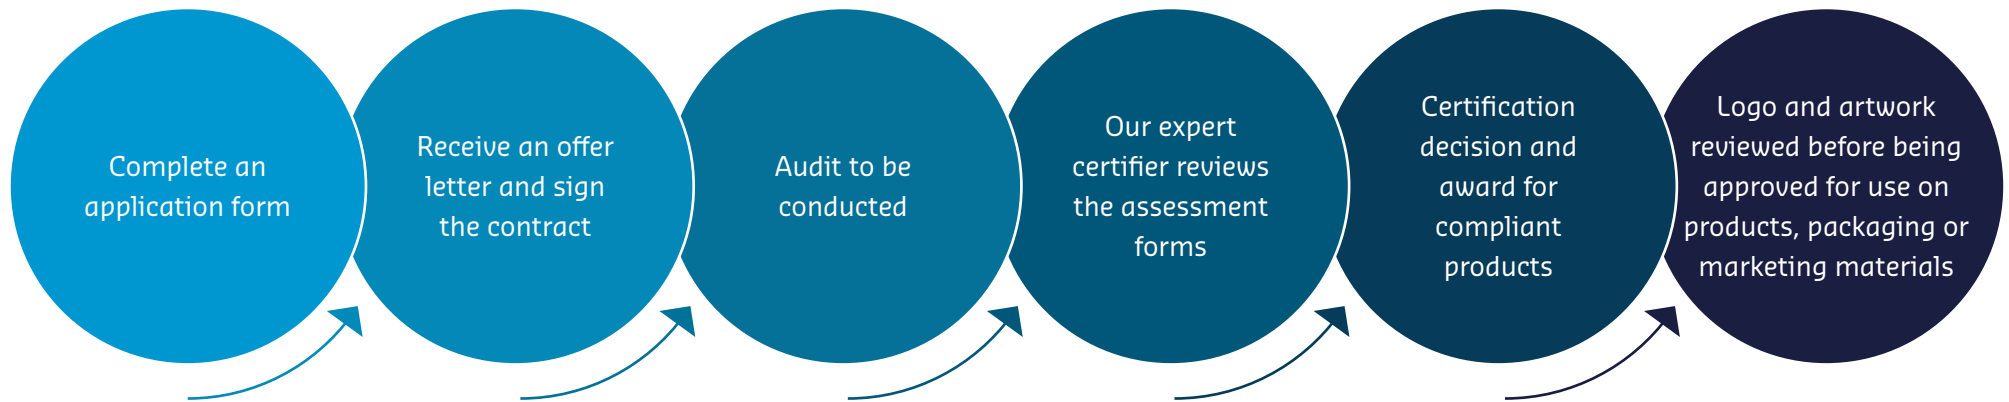 Complete an
application form
Receive an offer
letter and sign
the contract
Audit to be
conducted
Our expert
certifier reviews
the assessment
forms
Certification
decision and
award for
compliant
products
Logo and artwork
reviewed before being
approved for use on
products, packaging or
marketing materials